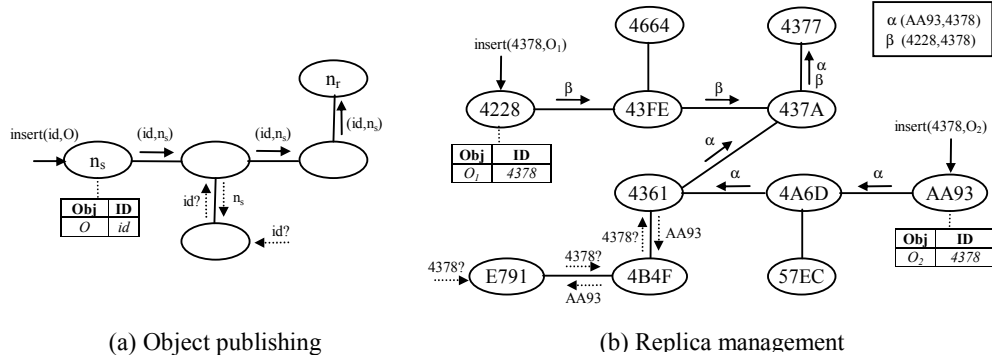 insert(id,O)
n_s
Obj ID
O id
(id,n_s)
(id,n_s)
n_r
(id,n_s)
id?
n_s
id?
(a) Object publishing
insert(4378,O_1)
4228
Obj ID
O_1 4378
β
4664
43FE
β
4377
α
β
437A
α (AA93,4378)
β (4228,4378)
α
insert(4378,O_2)
4361
α
4A6D
α
AA93
Obj ID
O_2 4378
4378?
AA93
4378?
E791
4378?
AA93
4B4F
57EC
(b) Replica management